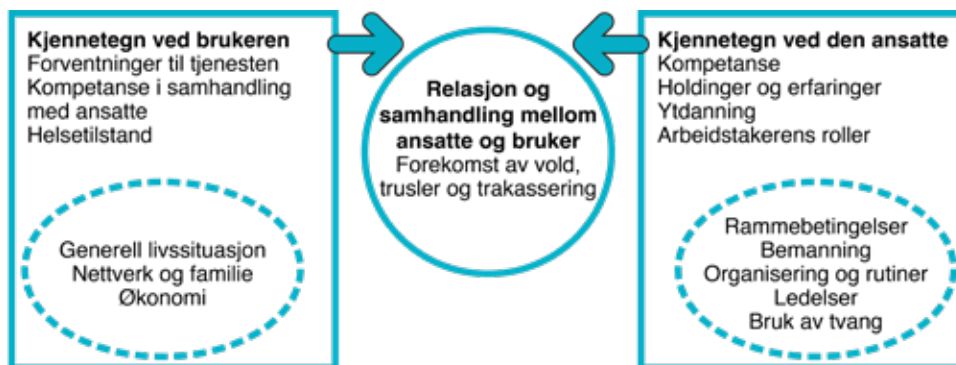 Kjennetegn ved brukeren
Forventninger til tjenesten
Kompetanse i samhandling
med ansatte
Helsetilstand
Generell livssituasjon
Nettverk og familie
Økonomi
Relasjon og
samhandling mellom
ansatte og bruker
Forekomst av vold,
trusler og trakassering
Kjennetegn ved den ansatte
Kompetanse
Holdinger og erfaringer
Ytdanning
Arbeidstakerens roller
Rammebetingelser
Bemanning
Organisering og rutiner
Ledelser
Bruk av tvang